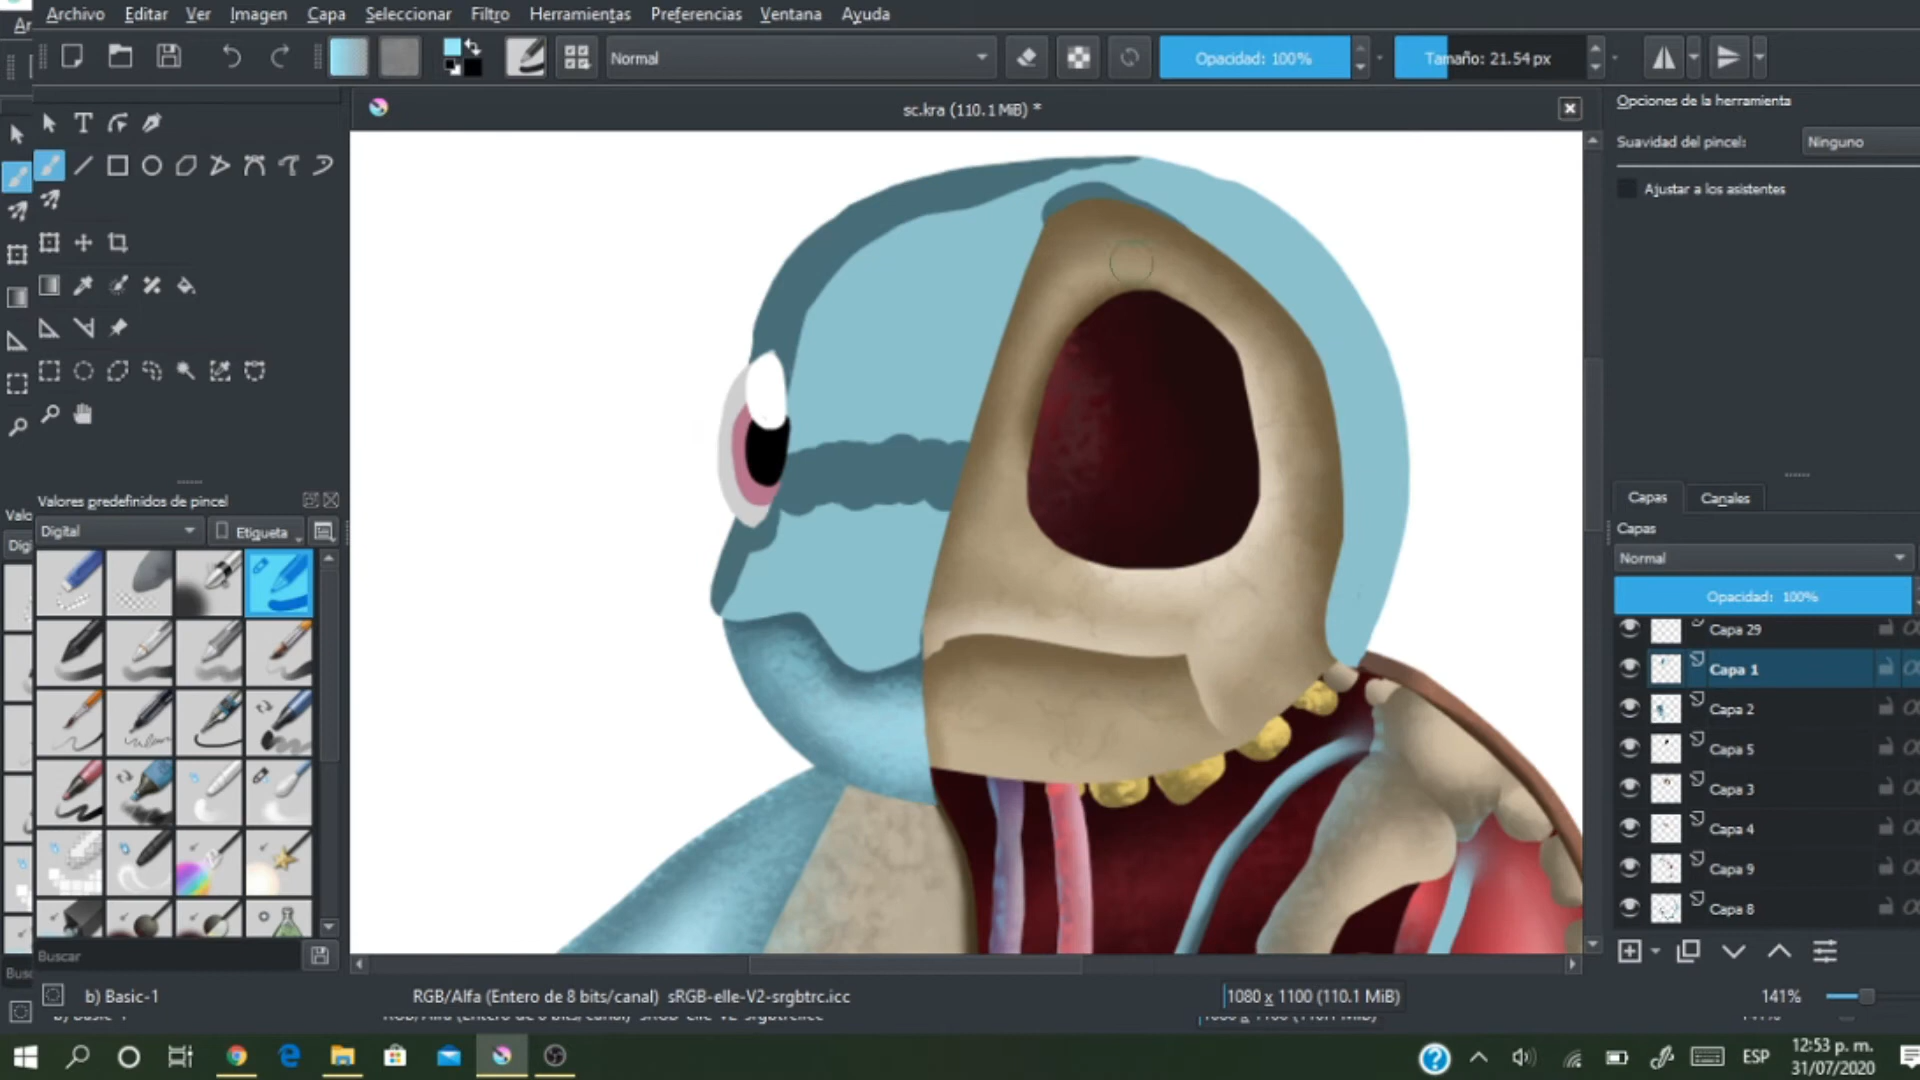 Archivo Editar Ver Imagen Capa Seleccionar Filtro Herramientas Preferencias Ventana Ayuda
Normal
Opacidad: 100%
Tamaño: 21.54 px
sc.kra (110.1 MiB) *
Opciones de la herramienta
Suavidad del pincel: Ninguno
Ajustar a los asistentes
Valores predefinidos de pincel
Digital
Etiqueta
Buscar
b) Basic-1
RGB/Alfa (Entero de 8 bits/canal) sRGB-elle-V2-srgbtrc.icc
1080 x 1100 (110.1 MiB)
141%
Capas Canales
Capas
Normal
Opacidad: 100%
Capa 29
Capa 1
Capa 2
Capa 5
Capa 3
Capa 4
Capa 9
Capa 8
ESP
12:53 p. m.
31/07/2020